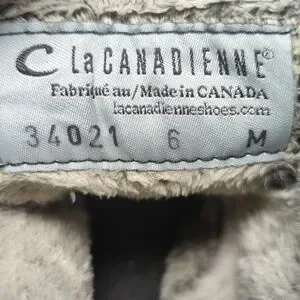 C La CANADIENNE®
Fabriqué au/Made in CANADA
lacanadienneshoes.com
34021 6 M